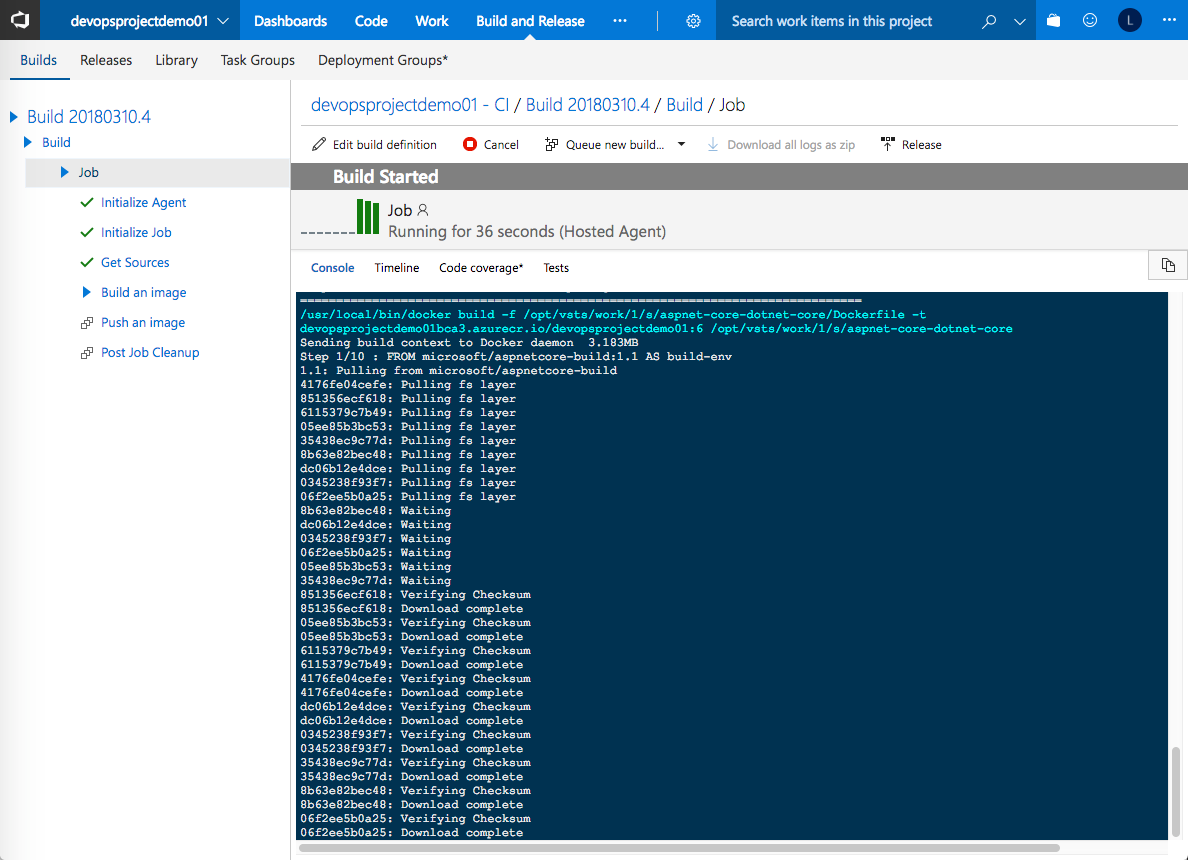 devopsprojectdemo01 Dashboards Code Work Build and Release ... Search work items in this project L ...
Builds Releases Library Task Groups Deployment Groups*
Build 20180310.4
Build
Job
Initialize Agent
Initialize Job
Get Sources
Build an image
Push an image
Post Job Cleanup
devopsprojectdemo01 - CI / Build 20180310.4 / Build / Job
Edit build definition Cancel Queue new build... Download all logs as zip Release
Build Started
Job
Running for 36 seconds (Hosted Agent)
Console Timeline Code coverage* Tests
==============================================================================
/usr/local/bin/docker build -f /opt/vsts/work/1/s/aspnet-core-dotnet-core/Dockerfile -t
devopsprojectdemo01bca3.azurecr.io/devopsprojectdemo01:6 /opt/vsts/work/1/s/aspnet-core-dotnet-core
Sending build context to Docker daemon  3.183MB
Step 1/10 : FROM microsoft/aspnetcore-build:1.1 AS build-env
1.1: Pulling from microsoft/aspnetcore-build
4176fe04cefe: Pulling fs layer
851356ecf618: Pulling fs layer
6115379c7b49: Pulling fs layer
05ee85b3bc53: Pulling fs layer
35438ec9c77d: Pulling fs layer
8b63e82bec48: Pulling fs layer
dc06b12e4dce: Pulling fs layer
0345238f93f7: Pulling fs layer
06f2ee5b0a25: Pulling fs layer
8b63e82bec48: Waiting
dc06b12e4dce: Waiting
0345238f93f7: Waiting
06f2ee5b0a25: Waiting
05ee85b3bc53: Waiting
35438ec9c77d: Waiting
851356ecf618: Verifying Checksum
851356ecf618: Download complete
05ee85b3bc53: Verifying Checksum
05ee85b3bc53: Download complete
6115379c7b49: Verifying Checksum
6115379c7b49: Download complete
4176fe04cefe: Verifying Checksum
4176fe04cefe: Download complete
dc06b12e4dce: Verifying Checksum
dc06b12e4dce: Download complete
0345238f93f7: Verifying Checksum
0345238f93f7: Download complete
35438ec9c77d: Verifying Checksum
35438ec9c77d: Download complete
8b63e82bec48: Verifying Checksum
8b63e82bec48: Download complete
06f2ee5b0a25: Verifying Checksum
06f2ee5b0a25: Download complete